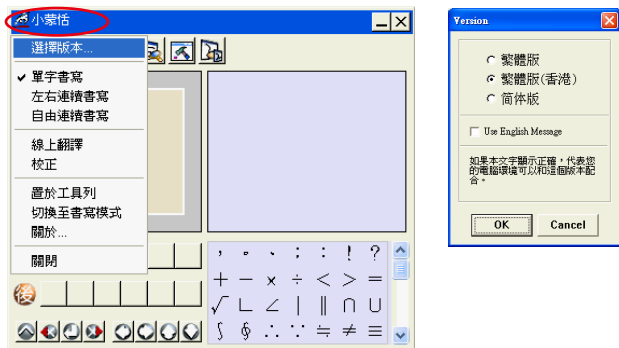 小蒙恬
選擇版本...
單字書寫
左右連續書寫
自由連續書寫
線上翻譯
校正
置於工具列
切換至書寫模式
關於...
關閉
後
, 。 、 ; : ! ?
+ - × ÷ < > =
√ ∟ ∠ | ‖ ∩ ∪
∫ ∮ ∴ ∵ ≒ ≠ ≡
Version
繁體版
繁體版(香港)
简体版
Use English Message
如果本文字顯示正確,代表您
的電腦環境可以和這個版本配
合。
OK Cancel